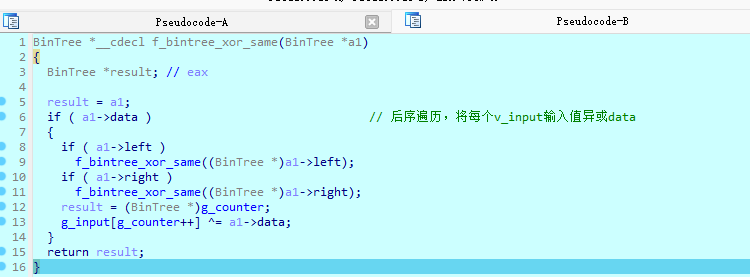 Pseudocode-A Pseudocode-B
1 BinTree *__cdecl f_bintree_xor_same(BinTree *a1)
2 {
3 BinTree *result; // eax
4
5 result = a1;
6 if ( a1->data ) // 后序遍历，将每个v_input输入值异或data
7 {
8 if ( a1->left )
9 f_bintree_xor_same((BinTree *)a1->left);
10 if ( a1->right )
11 f_bintree_xor_same((BinTree *)a1->right);
12 result = (BinTree *)g_counter;
13 g_input[g_counter++] ^= a1->data;
14 }
15 return result;
16 }